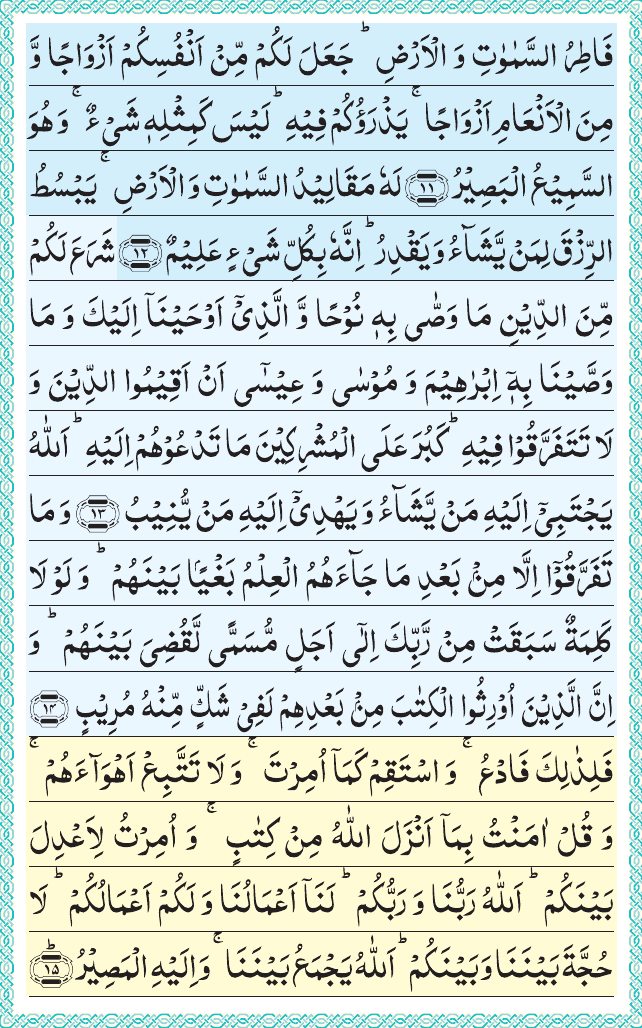 فَاطِرُ السَّمٰوٰتِ وَ الْاَرْضِ ؕ جَعَلَ لَكُمْ مِّنْ اَنْفُسِكُمْ اَزْوَاجًا وَّ
مِنَ الْاَنْعَامِ اَزْوَاجًا ۚ يَذْرَؤُكُمْ فِيْهِ ؕ لَيْسَ كَمِثْلِهٖ شَیْءٌ ۚ وَ هُوَ
السَّمِيْعُ الْبَصِيْرُ ﴿۱۱﴾ لَهٗ مَقَالِيْدُ السَّمٰوٰتِ وَ الْاَرْضِ ۚ يَبْسُطُ
الرِّزْقَ لِمَنْ يَّشَآءُ وَ يَقْدِرُ ؕ اِنَّهٗ بِكُلِّ شَیْءٍ عَلِيْمٌ ﴿۱۲﴾ شَرَعَ لَكُمْ
مِّنَ الدِّيْنِ مَا وَصّٰی بِهٖ نُوْحًا وَّ الَّذِیْۤ اَوْحَيْنَاۤ اِلَيْكَ وَ مَا
وَصَّيْنَا بِهٖۤ اِبْرٰهِيْمَ وَ مُوْسٰی وَ عِيْسٰۤی اَنْ اَقِيْمُوا الدِّيْنَ وَ
لَا تَتَفَرَّقُوْا فِيْهِ ؕ كَبُرَ عَلَی الْمُشْرِكِيْنَ مَا تَدْعُوْهُمْ اِلَيْهِ ؕ اَللّٰهُ
يَجْتَبِیْۤ اِلَيْهِ مَنْ يَّشَآءُ وَ يَهْدِیْۤ اِلَيْهِ مَنْ يُّنِيْبُ ﴿۱۳﴾ وَ مَا
تَفَرَّقُوْۤا اِلَّا مِنْۢ بَعْدِ مَا جَآءَهُمُ الْعِلْمُ بَغْيًۢا بَيْنَهُمْ ؕ وَ لَوْ لَا
كَلِمَةٌ سَبَقَتْ مِنْ رَّبِّكَ اِلٰۤی اَجَلٍ مُّسَمًّی لَّقُضِیَ بَيْنَهُمْ ؕ وَ
اِنَّ الَّذِيْنَ اُوْرِثُوا الْكِتٰبَ مِنْۢ بَعْدِهِمْ لَفِیْ شَكٍّ مِّنْهُ مُرِيْبٍ ﴿۱۴﴾
فَلِذٰلِكَ فَادْعُ ۚ وَ اسْتَقِمْ كَمَاۤ اُمِرْتَ ۚ وَ لَا تَتَّبِعْ اَهْوَآءَهُمْ ۚ
وَ قُلْ اٰمَنْتُ بِمَاۤ اَنْزَلَ اللّٰهُ مِنْ كِتٰبٍ ۚ وَ اُمِرْتُ لِاَعْدِلَ
بَيْنَكُمْ ؕ اَللّٰهُ رَبُّنَا وَ رَبُّكُمْ ؕ لَنَاۤ اَعْمَالُنَا وَ لَكُمْ اَعْمَالُكُمْ ؕ لَا
حُجَّةَ بَيْنَنَا وَ بَيْنَكُمْ ؕ اَللّٰهُ يَجْمَعُ بَيْنَنَا ۚ وَ اِلَيْهِ الْمَصِيْرُ ﴿ؕ۱۵﴾